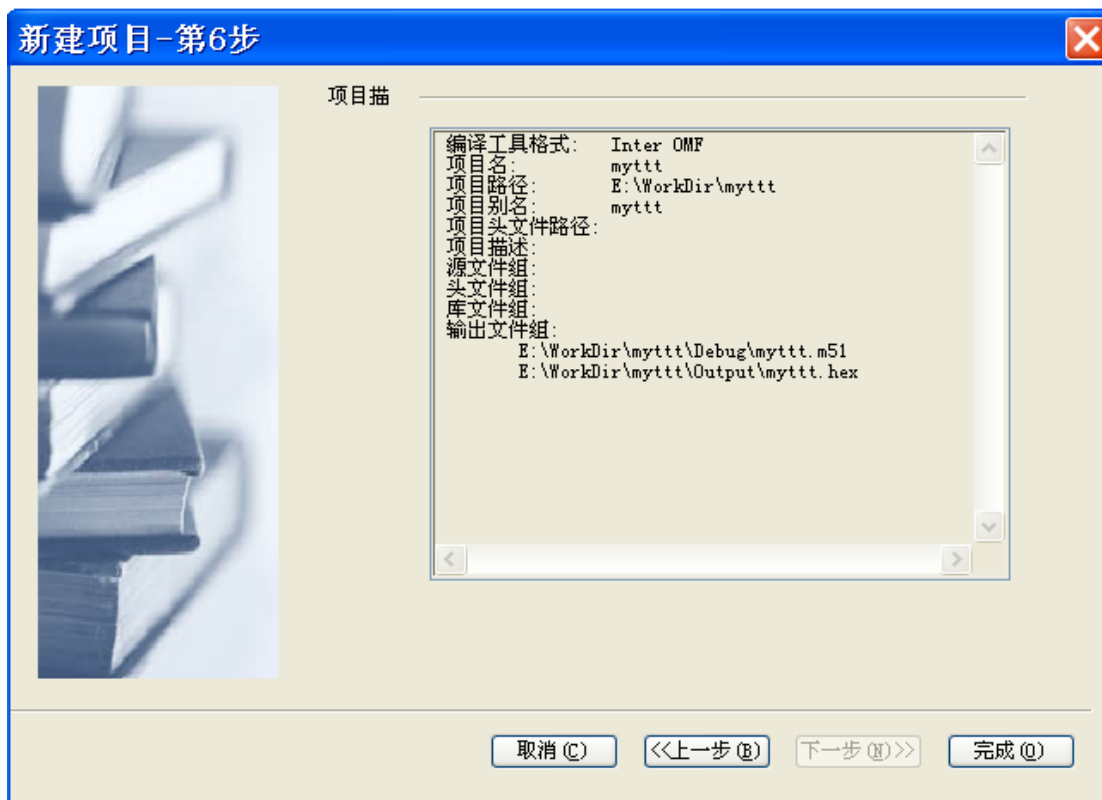 新建项目-第6步
项目描
编译工具格式: Inter OMF
项目名: myttt
项目路径: E:\WorkDir\myttt
项目别名: myttt
项目头文件路径:
项目描述:
源文件组:
头文件组:
库文件组:
输出文件组:
E:\WorkDir\myttt\Debug\myttt.m51
E:\WorkDir\myttt\Output\myttt.hex
取消(C) <<上一步(B) 下一步(N)>> 完成(O)